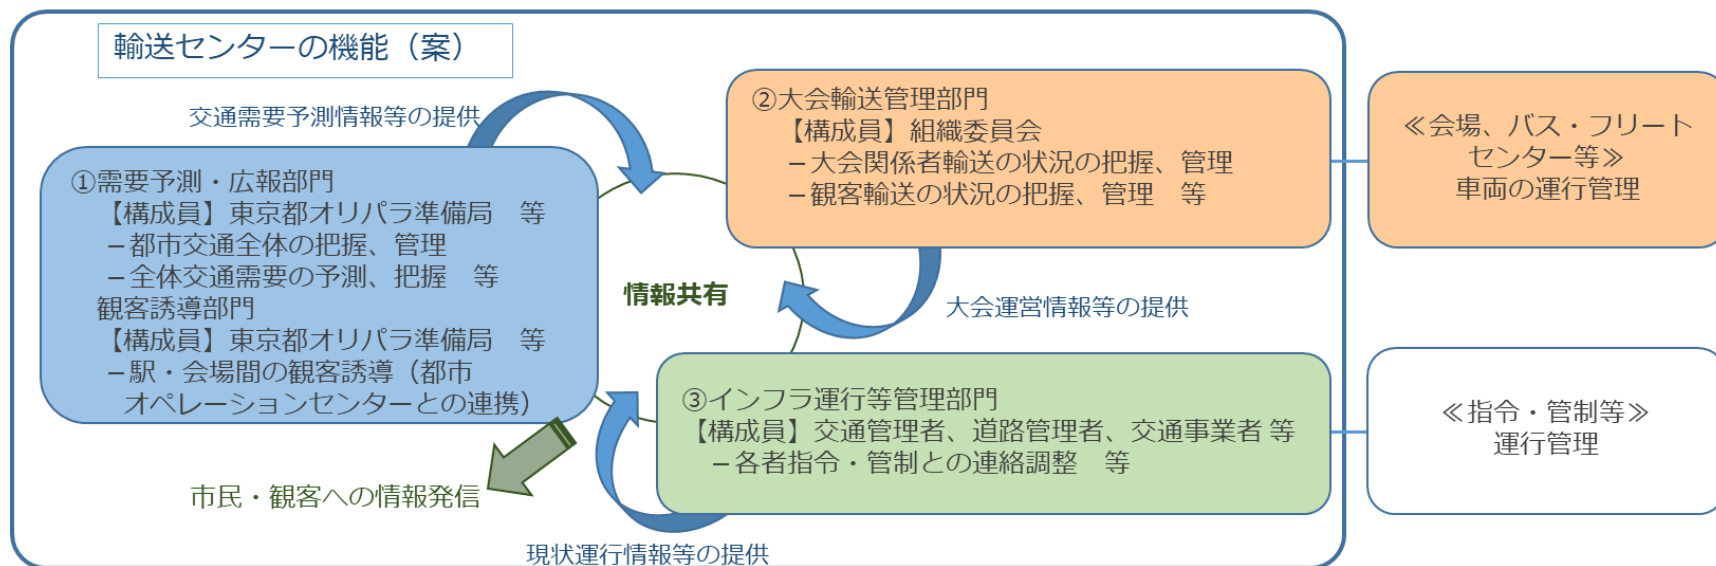 輸送センターの機能（案）
交通需要予測情報等の提供
①需要予測・広報部門
【構成員】東京都オリパラ準備局　等
－都市交通全体の把握、管理
－全体交通需要の予測、把握　等
観客誘導部門
【構成員】東京都オリパラ準備局　等
－駅・会場間の観客誘導（都市
オペレーションセンターとの連携）
②大会輸送管理部門
【構成員】組織委員会
－大会関係者輸送の状況の把握、管理
－観客輸送の状況の把握、管理　等
≪会場、バス・フリート
センター等≫
車両の運行管理
情報共有
大会運営情報等の提供
③インフラ運行等管理部門
【構成員】交通管理者、道路管理者、交通事業者 等
－各者指令・管制との連絡調整　等
≪指令・管制等≫
運行管理
市民・観客への情報発信
現状運行情報等の提供